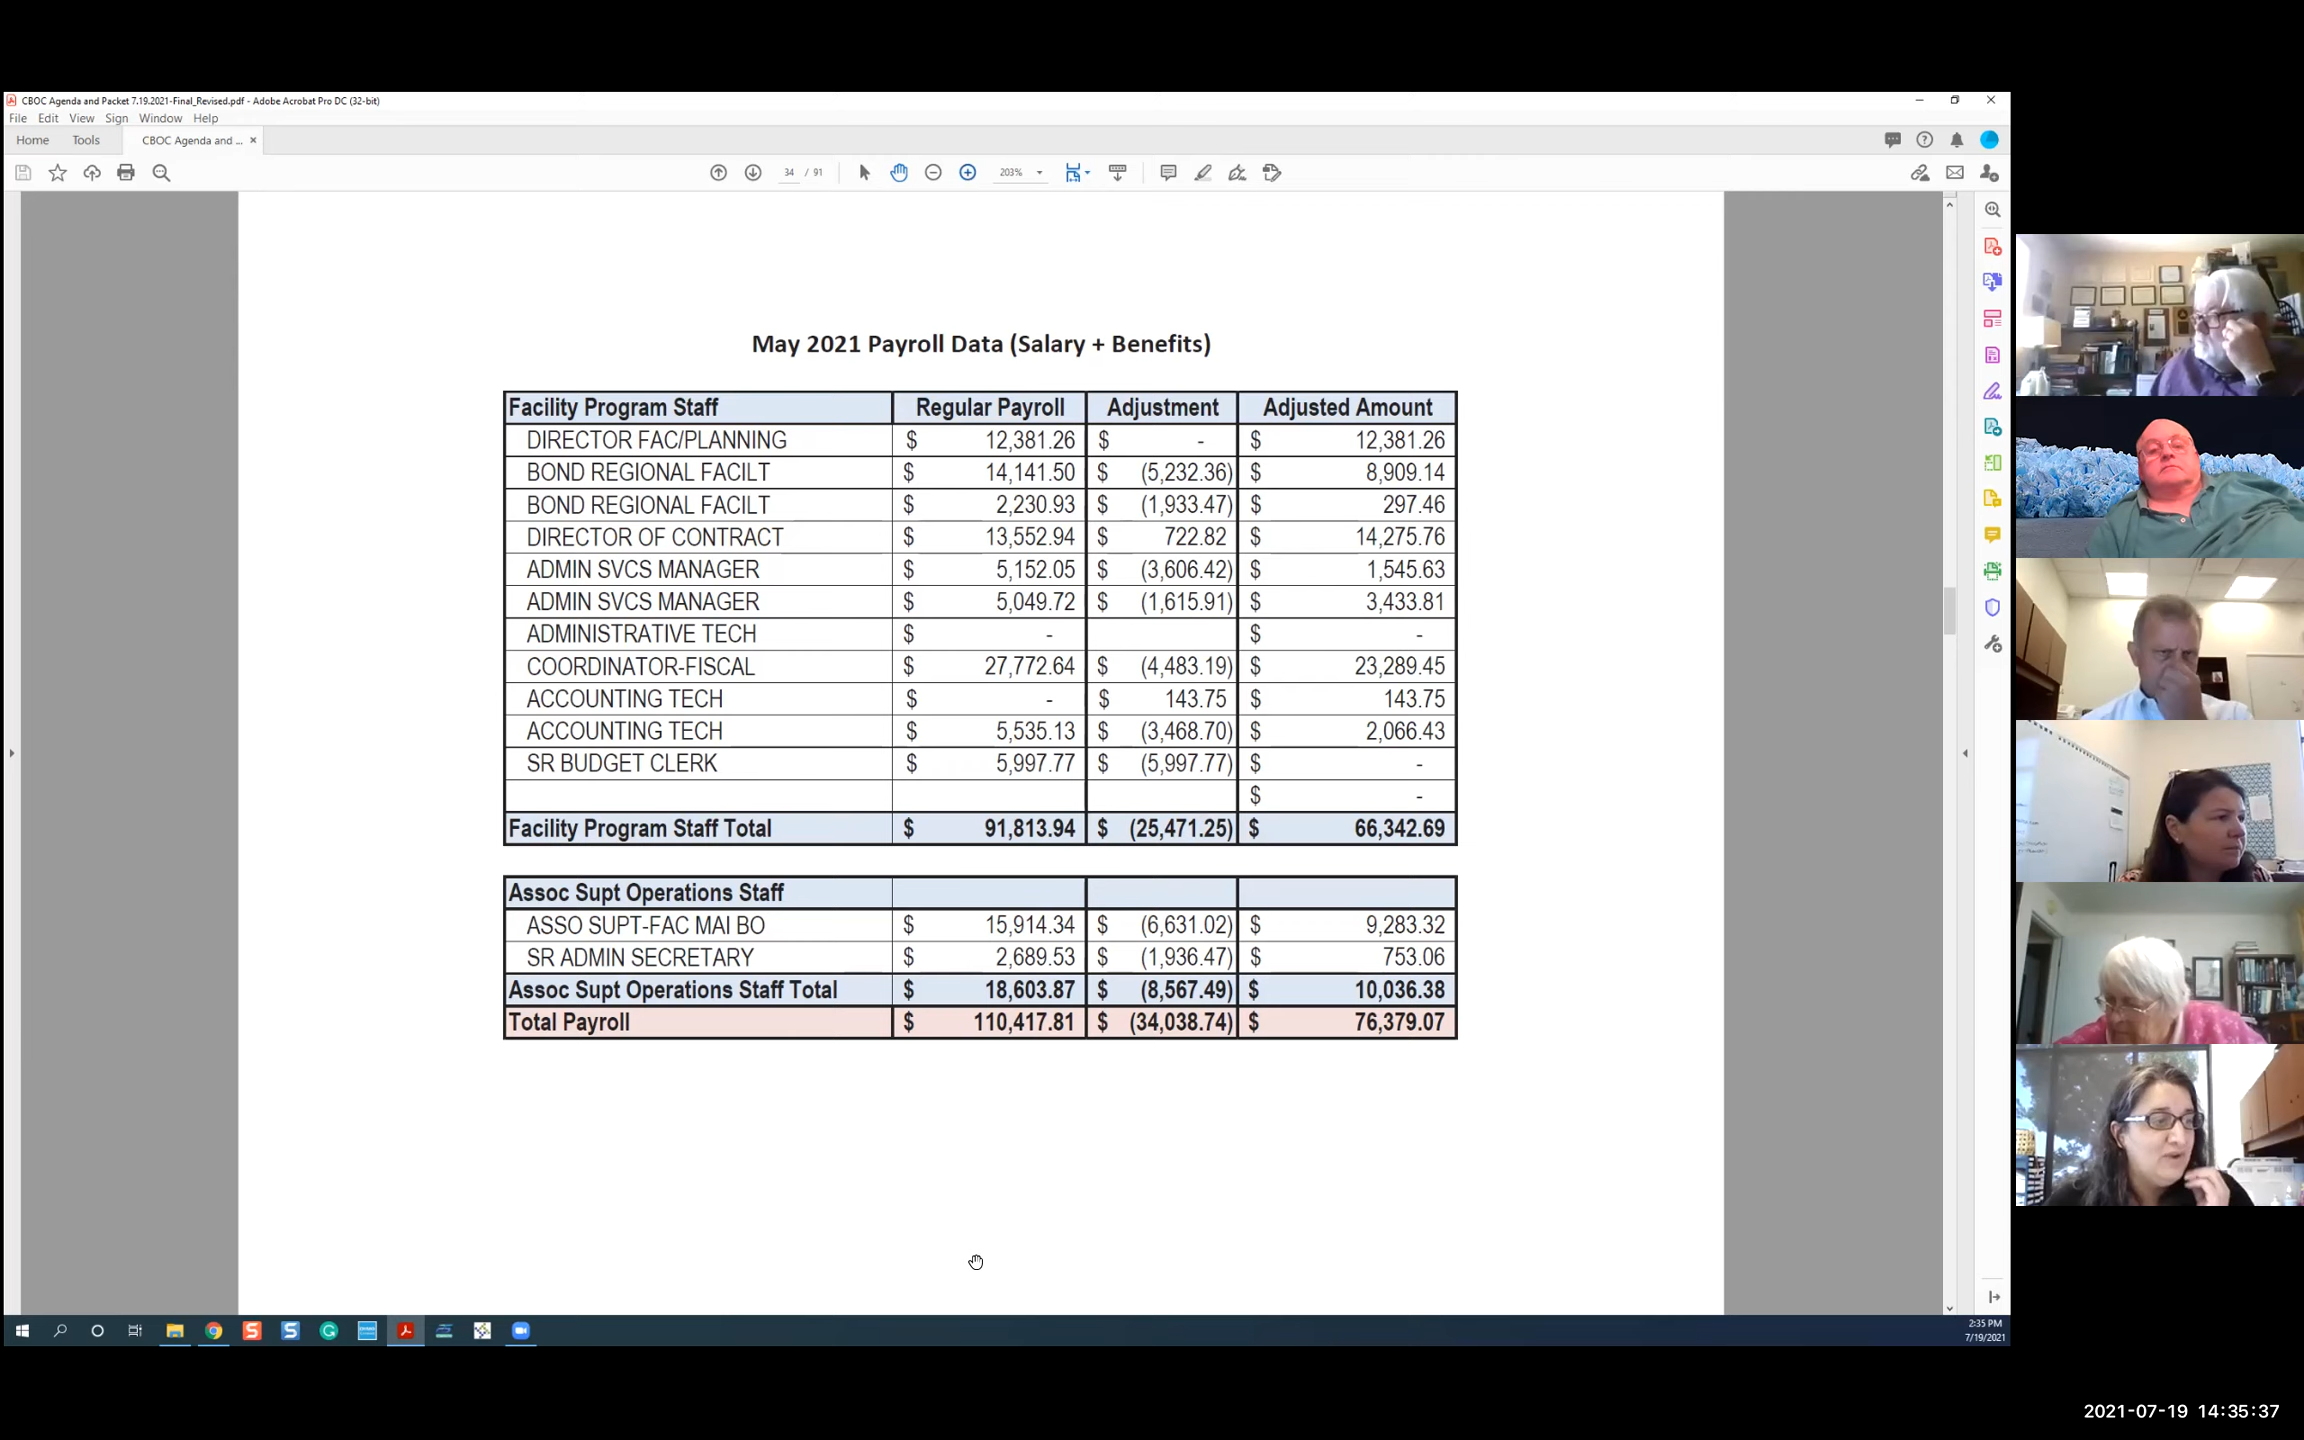 CBOC Agenda and Packet 7.19.2021-Final_Revised.pdf - Adobe Acrobat Pro DC (32-bit)
File Edit View Sign Window Help
Home Tools CBOC Agenda and ... ×
34 / 91 203%
May 2021 Payroll Data (Salary + Benefits)
Facility Program Staff Regular Payroll Adjustment Adjusted Amount
DIRECTOR FAC/PLANNING $ 12,381.26 $ - $ 12,381.26
BOND REGIONAL FACILT $ 14,141.50 $ (5,232.36) $ 8,909.14
BOND REGIONAL FACILT $ 2,230.93 $ (1,933.47) $ 297.46
DIRECTOR OF CONTRACT $ 13,552.94 $ 722.82 $ 14,275.76
ADMIN SVCS MANAGER $ 5,152.05 $ (3,606.42) $ 1,545.63
ADMIN SVCS MANAGER $ 5,049.72 $ (1,615.91) $ 3,433.81
ADMINISTRATIVE TECH $ - $ -
COORDINATOR-FISCAL $ 27,772.64 $ (4,483.19) $ 23,289.45
ACCOUNTING TECH $ - $ 143.75 $ 143.75
ACCOUNTING TECH $ 5,535.13 $ (3,468.70) $ 2,066.43
SR BUDGET CLERK $ 5,997.77 $ (5,997.77) $ -
$ -
Facility Program Staff Total $ 91,813.94 $ (25,471.25) $ 66,342.69
Assoc Supt Operations Staff
ASSO SUPT-FAC MAI BO $ 15,914.34 $ (6,631.02) $ 9,283.32
SR ADMIN SECRETARY $ 2,689.53 $ (1,936.47) $ 753.06
Assoc Supt Operations Staff Total $ 18,603.87 $ (8,567.49) $ 10,036.38
Total Payroll $ 110,417.81 $ (34,038.74) $ 76,379.07
2:35 PM
7/19/2021
2021-07-19 14:35:37